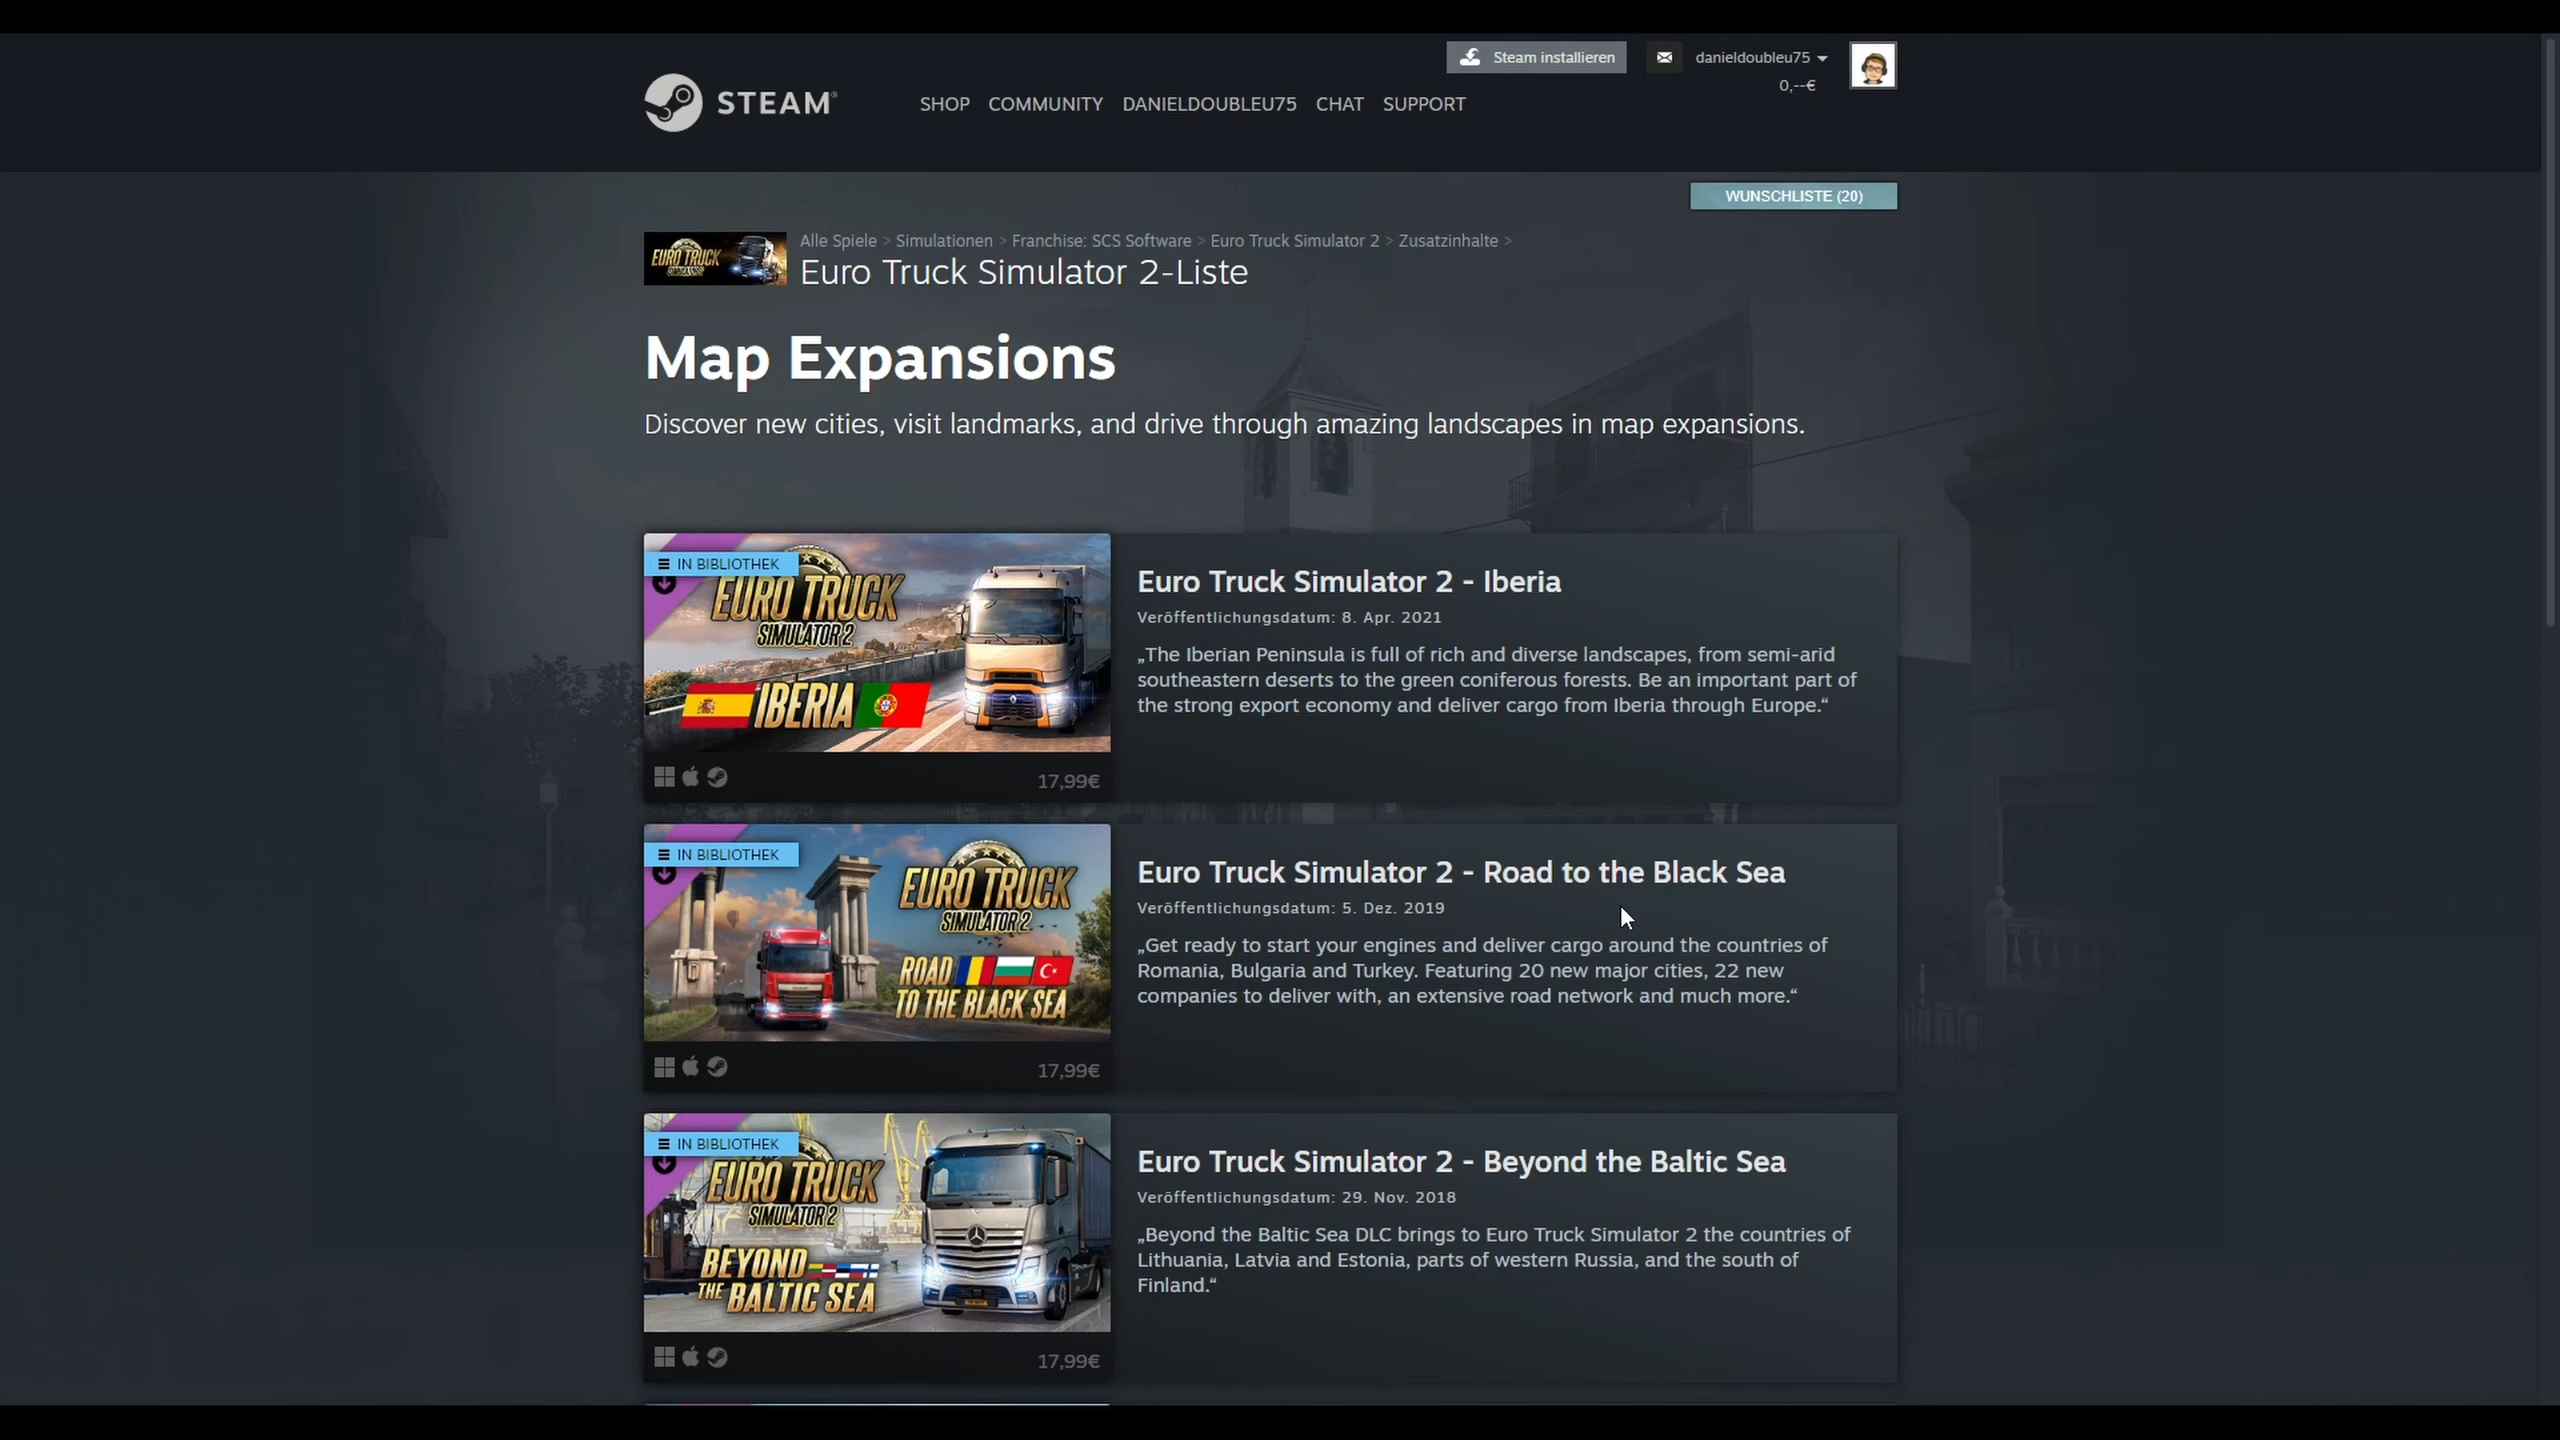 Steam installieren
danieldoubleu75
0,--€
STEAM®
SHOP COMMUNITY DANIELDOUBLEU75 CHAT SUPPORT
WUNSCHLISTE (20)
EURO TRUCK
Alle Spiele > Simulationen > Franchise: SCS Software > Euro Truck Simulator 2 > Zusatzinhalte >
Euro Truck Simulator 2-Liste
Map Expansions
Discover new cities, visit landmarks, and drive through amazing landscapes in map expansions.
IN BIBLIOTHEK
EURO TRUCK
SIMULATOR 2
IBERIA
17,99€
Euro Truck Simulator 2 - Iberia
Veröffentlichungsdatum: 8. Apr. 2021
„The Iberian Peninsula is full of rich and diverse landscapes, from semi-arid
southeastern deserts to the green coniferous forests. Be an important part of
the strong export economy and deliver cargo from Iberia through Europe.“
IN BIBLIOTHEK
EURO TRUCK
SIMULATOR 2
ROAD
TO THE BLACK SEA
17,99€
Euro Truck Simulator 2 - Road to the Black Sea
Veröffentlichungsdatum: 5. Dez. 2019
„Get ready to start your engines and deliver cargo around the countries of
Romania, Bulgaria and Turkey. Featuring 20 new major cities, 22 new
companies to deliver with, an extensive road network and much more.“
IN BIBLIOTHEK
EURO TRUCK
SIMULATOR 2
BEYOND
THE BALTIC SEA
17,99€
Euro Truck Simulator 2 - Beyond the Baltic Sea
Veröffentlichungsdatum: 29. Nov. 2018
„Beyond the Baltic Sea DLC brings to Euro Truck Simulator 2 the countries of
Lithuania, Latvia and Estonia, parts of western Russia, and the south of
Finland.“